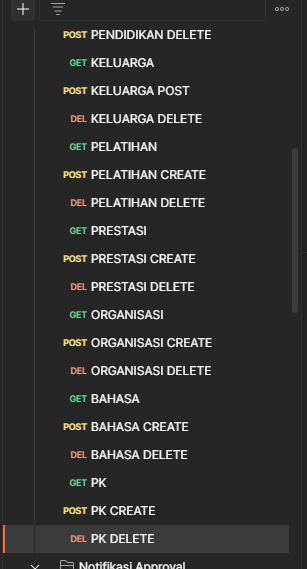 POST PENDIDIKAN DELETE
GET KELUARGA
POST KELUARGA POST
DEL KELUARGA DELETE
GET PELATIHAN
POST PELATIHAN CREATE
DEL PELATIHAN DELETE
GET PRESTASI
POST PRESTASI CREATE
DEL PRESTASI DELETE
GET ORGANISASI
POST ORGANISASI CREATE
DEL ORGANISASI DELETE
GET BAHASA
POST BAHASA CREATE
DEL BAHASA DELETE
GET PK
POST PK CREATE
DEL PK DELETE
Notifikasi Approval